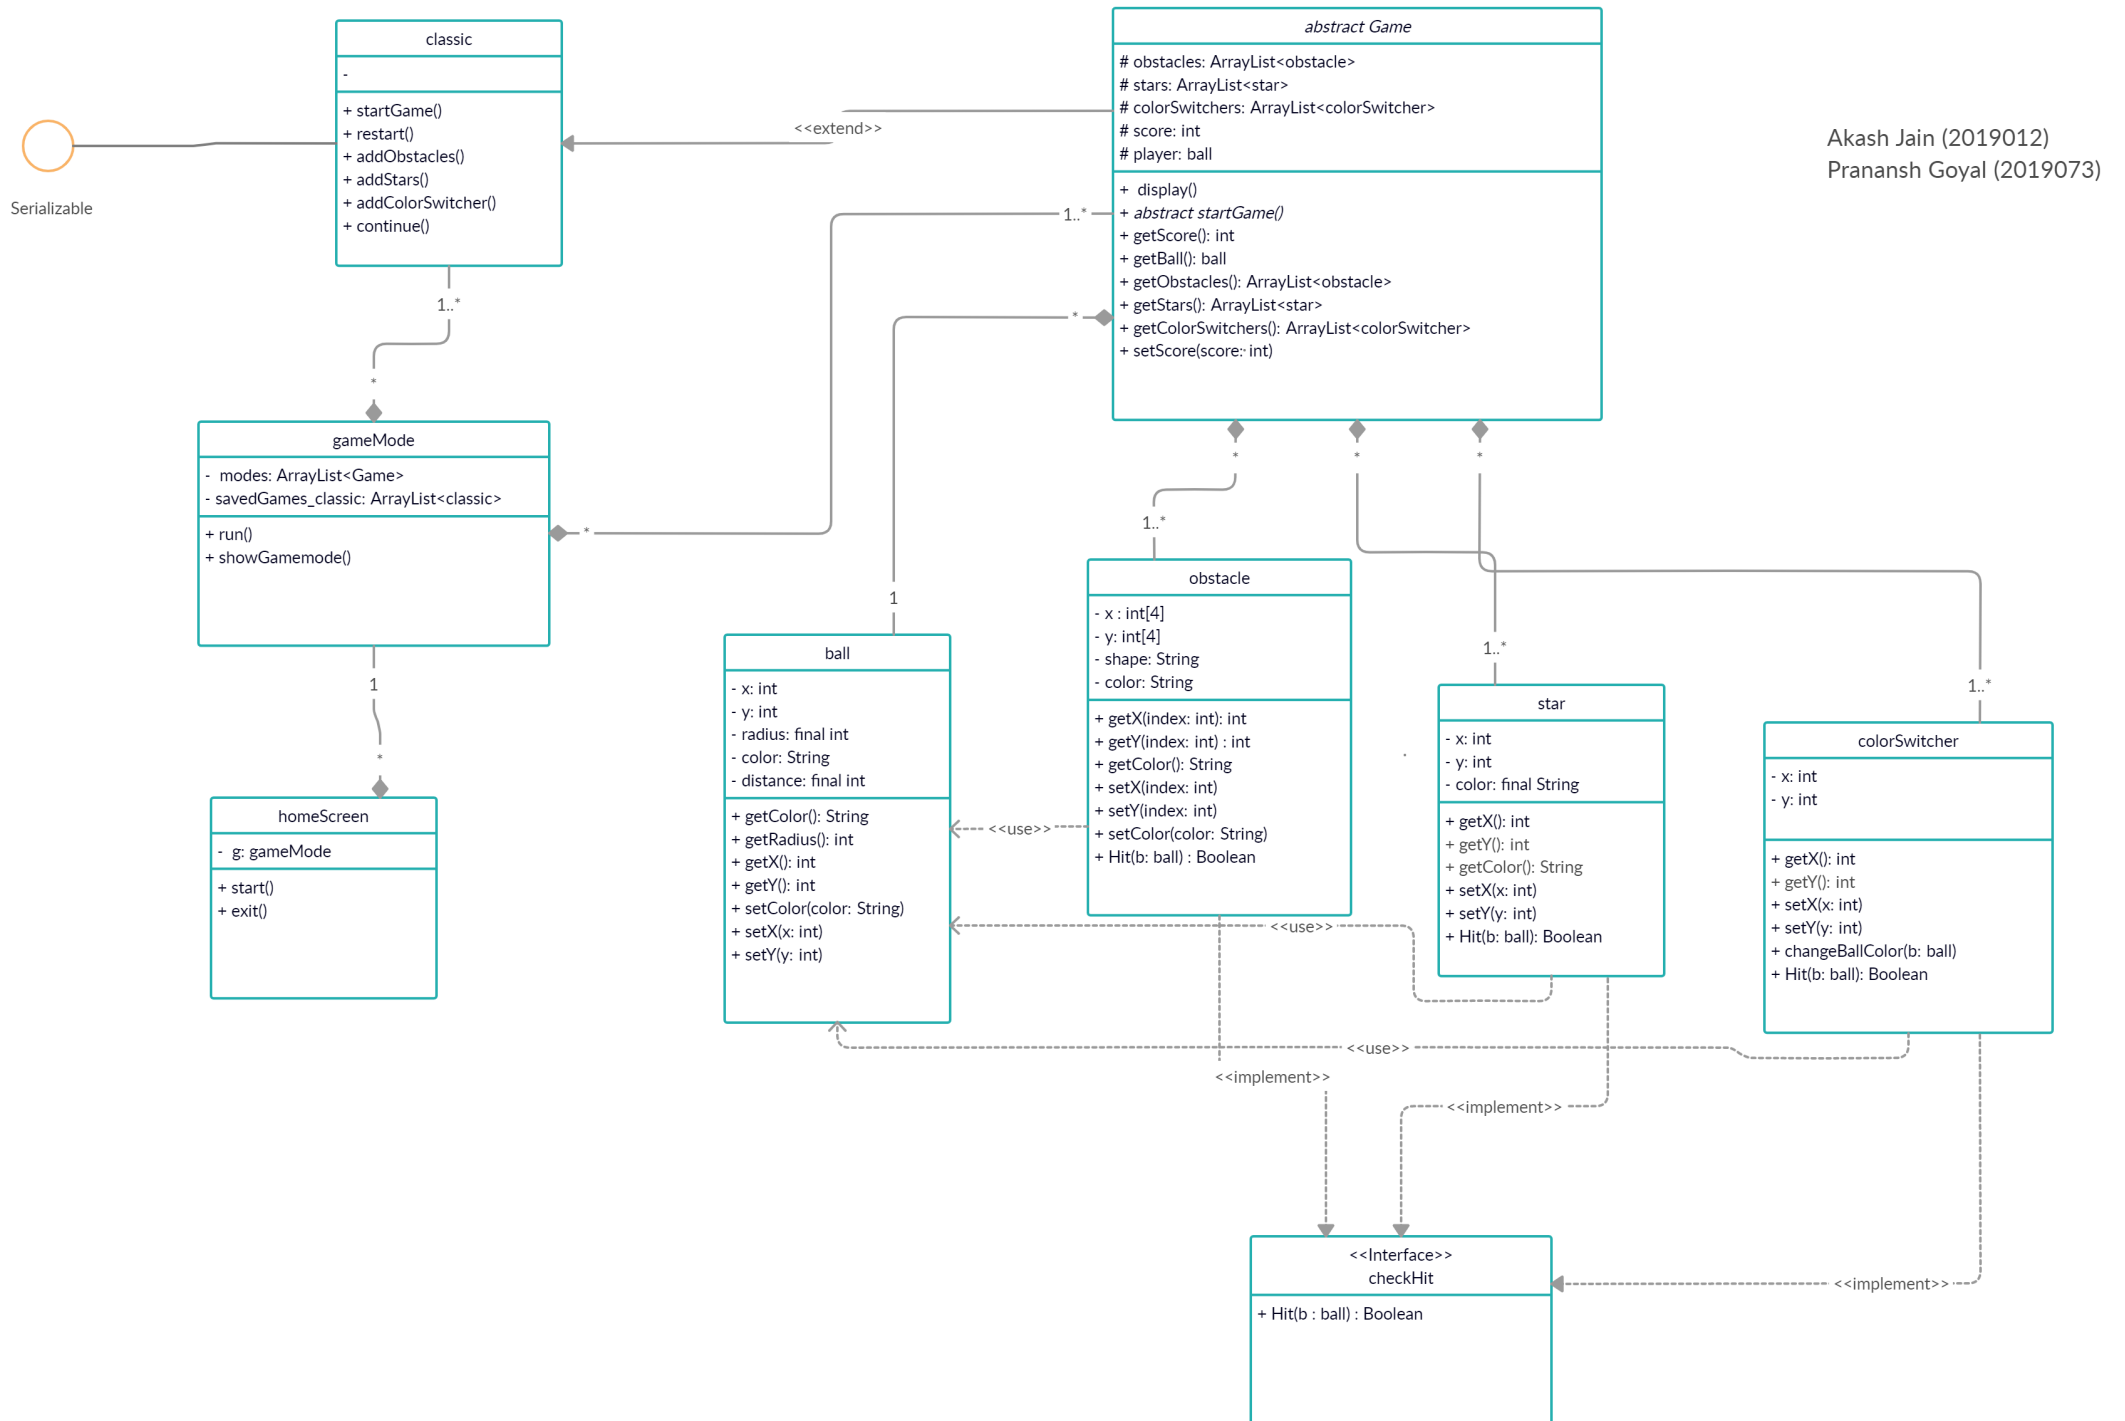 classic
-
+ startGame()
+ restart()
+ addObstacles()
+ addStars()
+ addColorSwitcher()
+ continue()
Serializable
<<extend>>
abstract Game
# obstacles: ArrayList<obstacle>
# stars: ArrayList<star>
# colorSwitchers: ArrayList<colorSwitcher>
# score: int
# player: ball
+ display()
+ abstract startGame()
+ getScore(): int
+ getBall(): ball
+ getObstacles(): ArrayList<obstacle>
+ getStars(): ArrayList<star>
+ getColorSwitchers(): ArrayList<colorSwitcher>
+ setScore(score: int)
Akash Jain (2019012)
Pranansh Goyal (2019073)
1..*
*
1..*
*
gameMode
- modes: ArrayList<Game>
- savedGames_classic: ArrayList<classic>
+ run()
+ showGamemode()
*
1
*
homeScreen
- g: gameMode
+ start()
+ exit()
1
ball
- x: int
- y: int
- radius: final int
- color: String
- distance: final int
+ getColor(): String
+ getRadius(): int
+ getX(): int
+ getY(): int
+ setColor(color: String)
+ setX(x: int)
+ setY(y: int)
*
*
*
1..*
obstacle
- x : int[4]
- y: int[4]
- shape: String
- color: String
+ getX(index: int): int
+ getY(index: int) : int
+ getColor(): String
+ setX(index: int)
+ setY(index: int)
+ setColor(color: String)
+ Hit(b: ball) : Boolean
<<use>>
1..*
star
- x: int
- y: int
- color: final String
+ getX(): int
+ getY(): int
+ getColor(): String
+ setX(x: int)
+ setY(y: int)
+ Hit(b: ball): Boolean
<<use>>
1..*
colorSwitcher
- x: int
- y: int
+ getX(): int
+ getY(): int
+ setX(x: int)
+ setY(y: int)
+ changeBallColor(b: ball)
+ Hit(b: ball): Boolean
<<use>>
<<implement>>
<<implement>>
<<implement>>
<<Interface>>
checkHit
+ Hit(b : ball) : Boolean